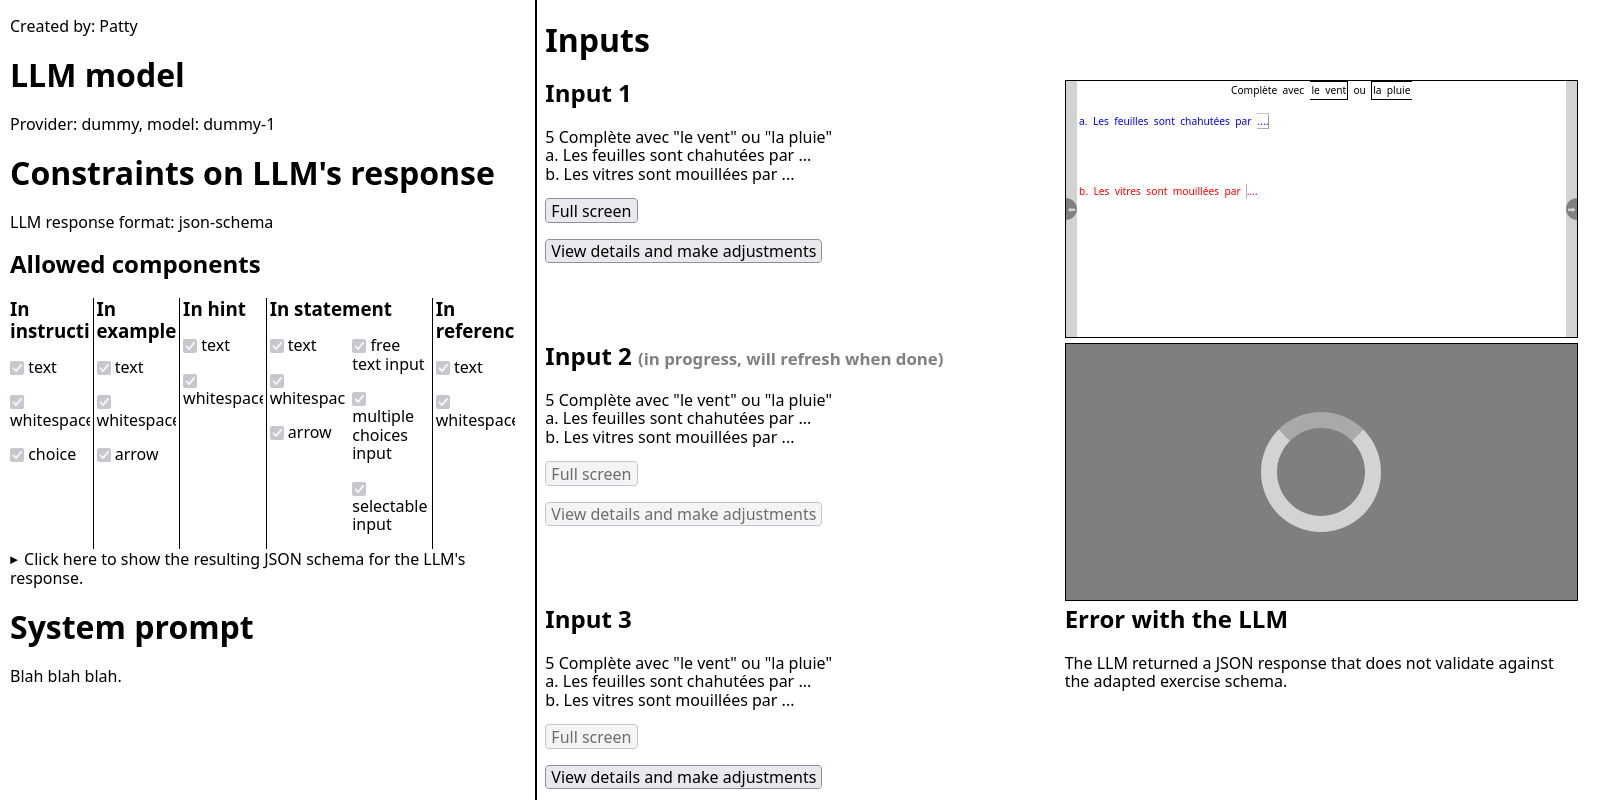 Created by: Patty
LLM model
Provider: dummy, model: dummy-1
Constraints on LLM's response
LLM response format: json-schema
Allowed components
In
instructi
text
whitespace
choice
In
example
text
whitespace
arrow
In hint
text
whitespace
In statement
text
whitespac
arrow
free
text input
multiple
choices
input
selectable
input
In
referenc
text
whitespace
▸ Click here to show the resulting JSON schema for the LLM's
response.
System prompt
Blah blah blah.
Inputs
Input 1
5 Complète avec "le vent" ou "la pluie"
a. Les feuilles sont chahutées par ...
b. Les vitres sont mouillées par ...
Full screen
View details and make adjustments
Complète avec le vent ou la pluie
a. Les feuilles sont chahutées par ....
b. Les vitres sont mouillées par ....
Input 2 (in progress, will refresh when done)
5 Complète avec "le vent" ou "la pluie"
a. Les feuilles sont chahutées par ...
b. Les vitres sont mouillées par ...
Full screen
View details and make adjustments
Input 3
5 Complète avec "le vent" ou "la pluie"
a. Les feuilles sont chahutées par ...
b. Les vitres sont mouillées par ...
Full screen
View details and make adjustments
Error with the LLM
The LLM returned a JSON response that does not validate against
the adapted exercise schema.